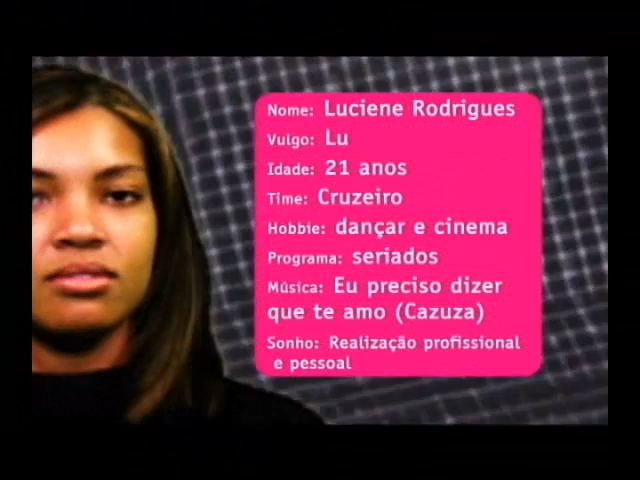 Nome: Luciene Rodrigues
Vulgo: Lu
Idade: 21 anos
Time: Cruzeiro
Hobbie: dançar e cinema
Programa: seriados
Música: Eu preciso dizer
que te amo (Cazuza)
Sonho: Realização profissional
e pessoal